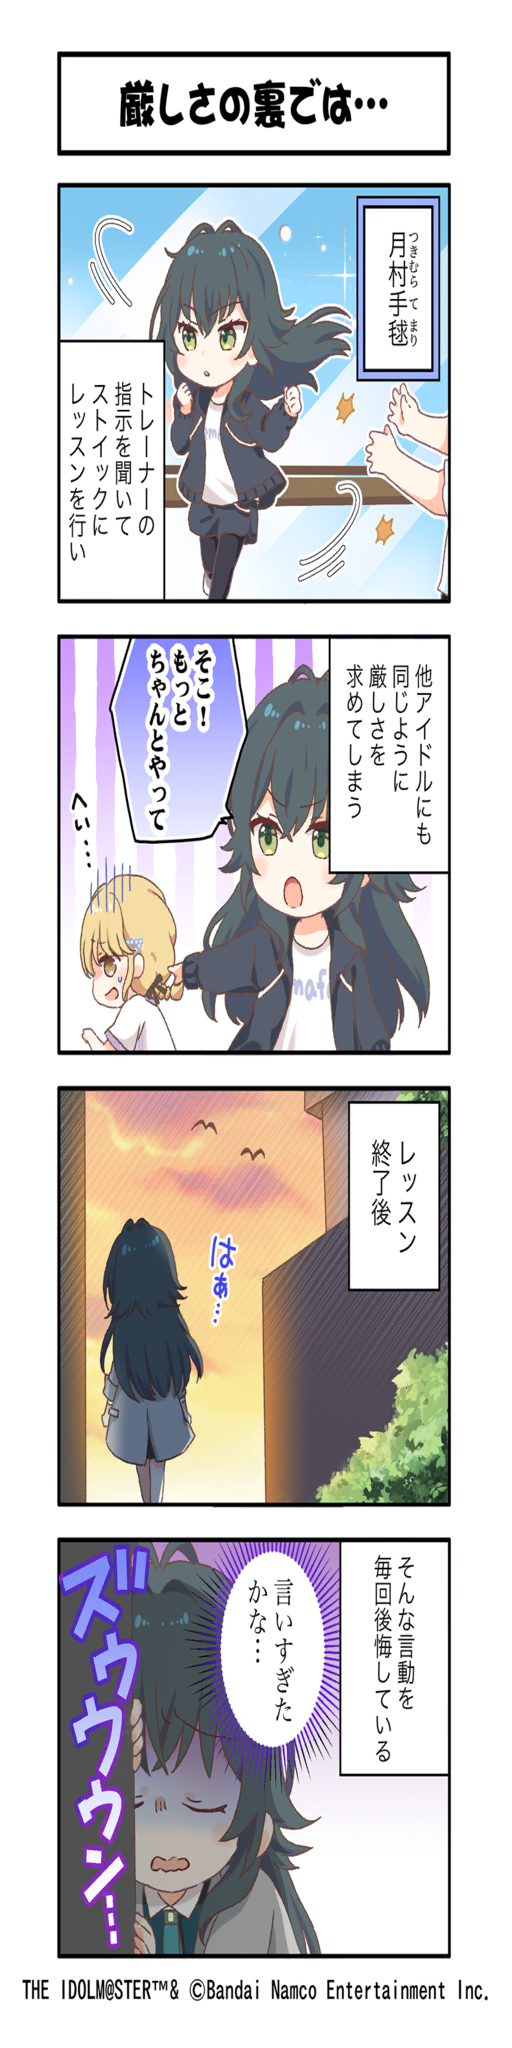 厳しさの裏では…
つきむら て まり
月村手毬
トレーナーの
指示を聞いて
ストイックに
レッスンを行い
他アイドルにも
同じように
厳しさを
求めてしまう
そこ!
もっと
ちゃんとやって
へい...
mafe
レッスン
終了後
はぁ…
そんな言動を
毎回後悔している
言いすぎた
かな…
ズゥウゥン…
THE IDOLM@STER™& ©Bandai Namco Entertainment Inc.